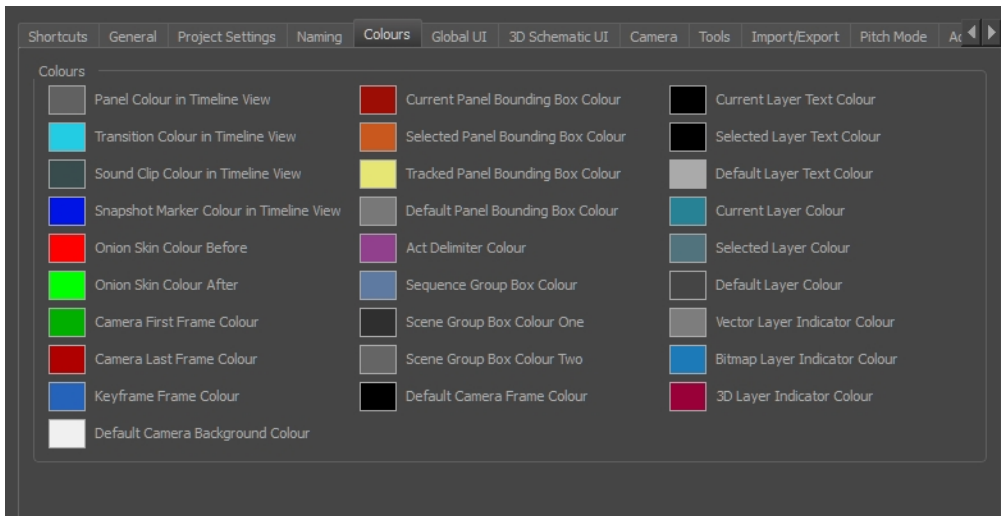 Shortcuts General Project Settings Naming Colours Global UI 3D Schematic UI Camera Tools Import/Export Pitch Mode
Colours
Panel Colour in Timeline View Current Panel Bounding Box Colour Current Layer Text Colour
Transition Colour in Timeline View Selected Panel Bounding Box Colour Selected Layer Text Colour
Sound Clip Colour in Timeline View Tracked Panel Bounding Box Colour Default Layer Text Colour
Snapshot Marker Colour in Timeline View Default Panel Bounding Box Colour Current Layer Colour
Onion Skin Colour Before Act Delimiter Colour Selected Layer Colour
Onion Skin Colour After Sequence Group Box Colour Default Layer Colour
Camera First Frame Colour Scene Group Box Colour One Vector Layer Indicator Colour
Camera Last Frame Colour Scene Group Box Colour Two Bitmap Layer Indicator Colour
Keyframe Frame Colour Default Camera Frame Colour 3D Layer Indicator Colour
Default Camera Background Colour